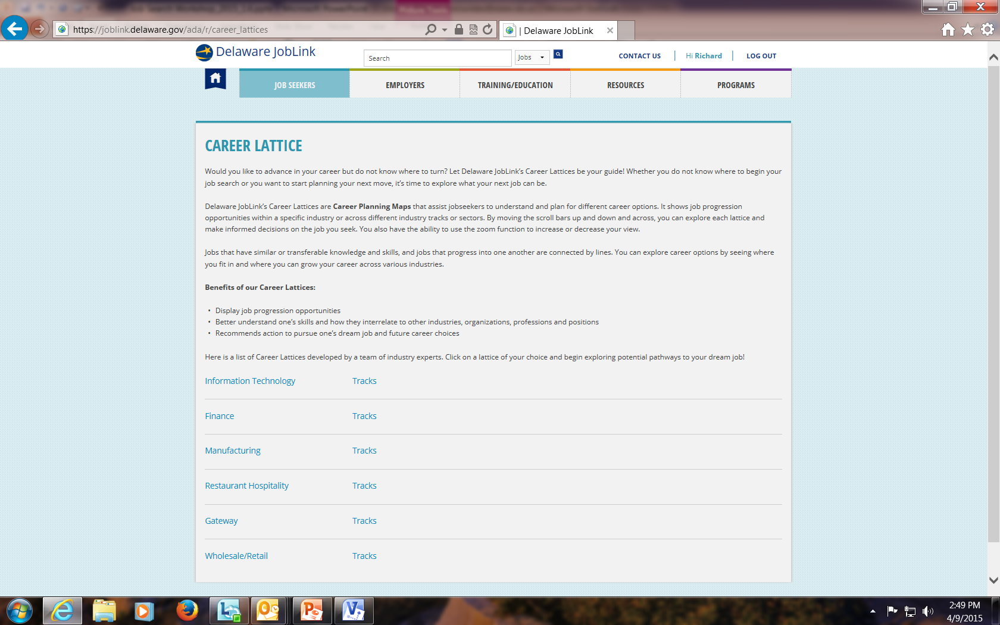 https://joblink.delaware.gov/ada/r/career_lattices
| Delaware JobLink
Delaware JobLink
Search
Jobs
CONTACT US
Hi Richard
LOG OUT
JOB SEEKERS
EMPLOYERS
TRAINING/EDUCATION
RESOURCES
PROGRAMS
CAREER LATTICE
Would you like to advance in your career but do not know where to turn? Let Delaware JobLink’s Career Lattices be your guide! Whether you do not know where to begin your
job search or you want to start planning your next move, it’s time to explore what your next job can be.
Delaware JobLink’s Career Lattices are Career Planning Maps that assist jobseekers to understand and plan for different career options. It shows job progression
opportunities within a specific industry or across different industry tracks or sectors. By moving the scroll bars up and down and across, you can explore each lattice and
make informed decisions on the job you seek. You also have the ability to use the zoom function to increase or decrease your view.
Jobs that have similar or transferable knowledge and skills, and jobs that progress into one another are connected by lines. You can explore career options by seeing where
you fit in and where you can grow your career across various industries.
Benefits of our Career Lattices:
• Display job progression opportunities
• Better understand one’s skills and how they interrelate to other industries, organizations, professions and positions
• Recommends action to pursue one’s dream job and future career choices
Here is a list of Career Lattices developed by a team of industry experts. Click on a lattice of your choice and begin exploring potential pathways to your dream job!
Information Technology Tracks
Finance Tracks
Manufacturing Tracks
Restaurant Hospitality Tracks
Gateway Tracks
Wholesale/Retail Tracks
2:49 PM
4/9/2015